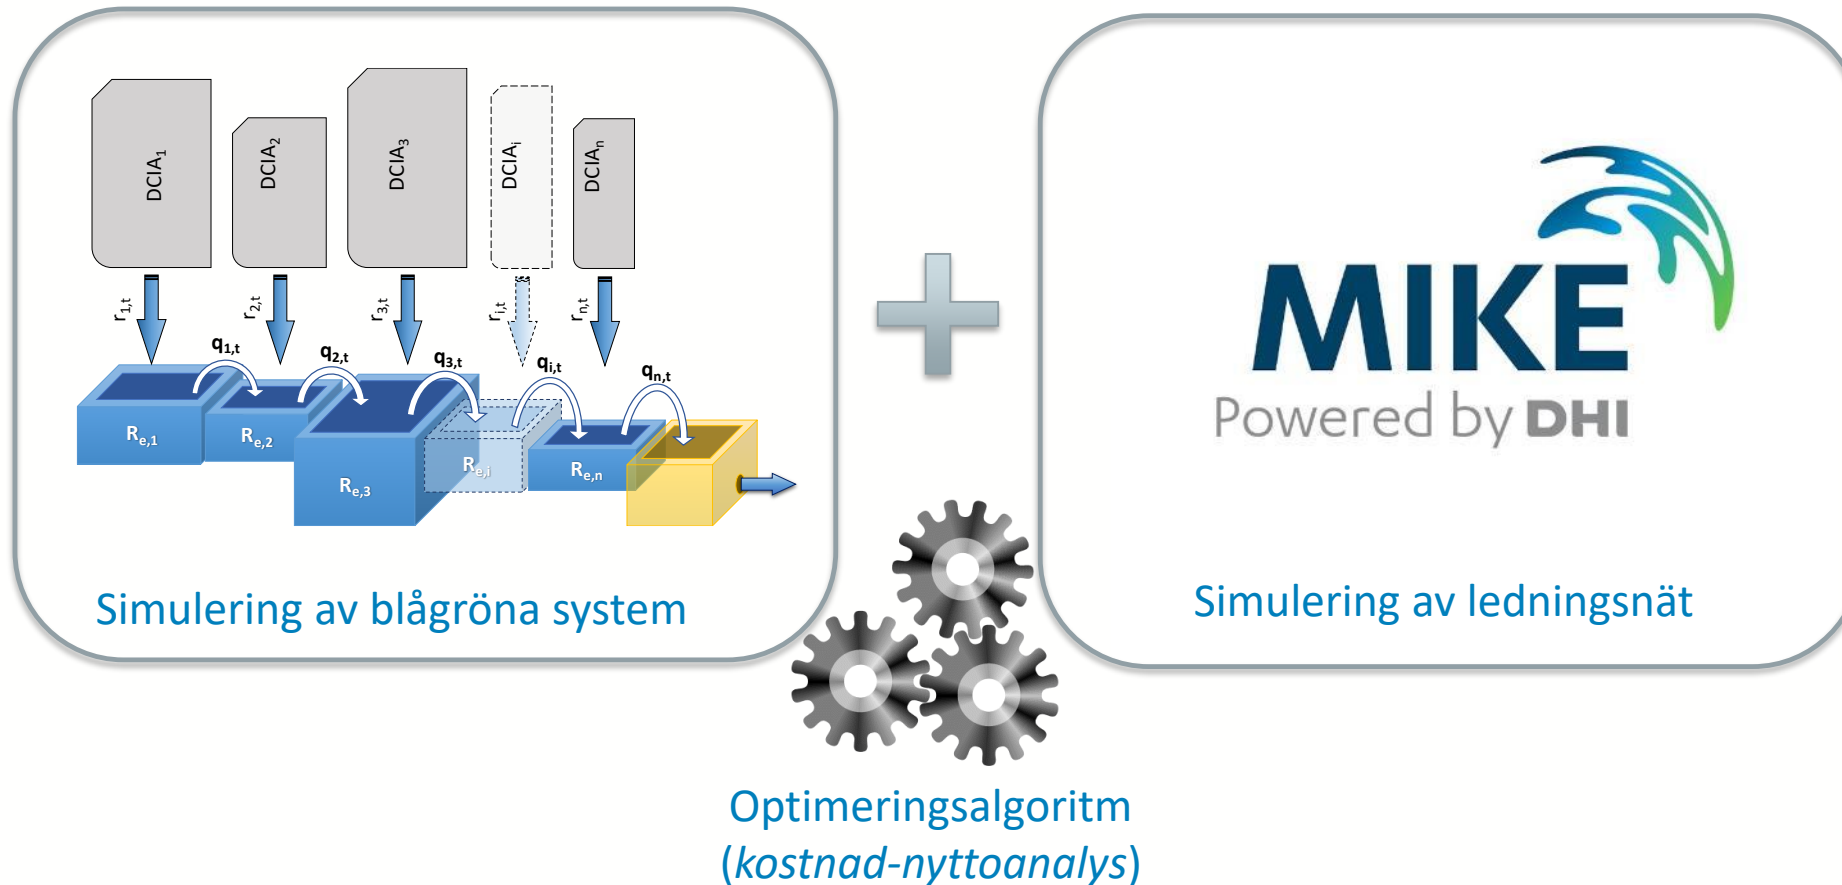 DCIA₁
DCIA₂
DCIA₃
DCIAᵢ
DCIAₙ
r₁,ₜ
r₂,ₜ
r₃,ₜ
rᵢ,ₜ
rₙ,ₜ
q₁,ₜ
q₂,ₜ
q₃,ₜ
qᵢ,ₜ
qₙ,ₜ
Rₑ,₁
Rₑ,₂
Rₑ,₃
Rₑ,ᵢ
Rₑ,ₙ
Simulering av blågröna system
MIKE
Powered by DHI
Simulering av ledningsnät
Optimeringsalgoritm
(kostnad-nyttoanalys)